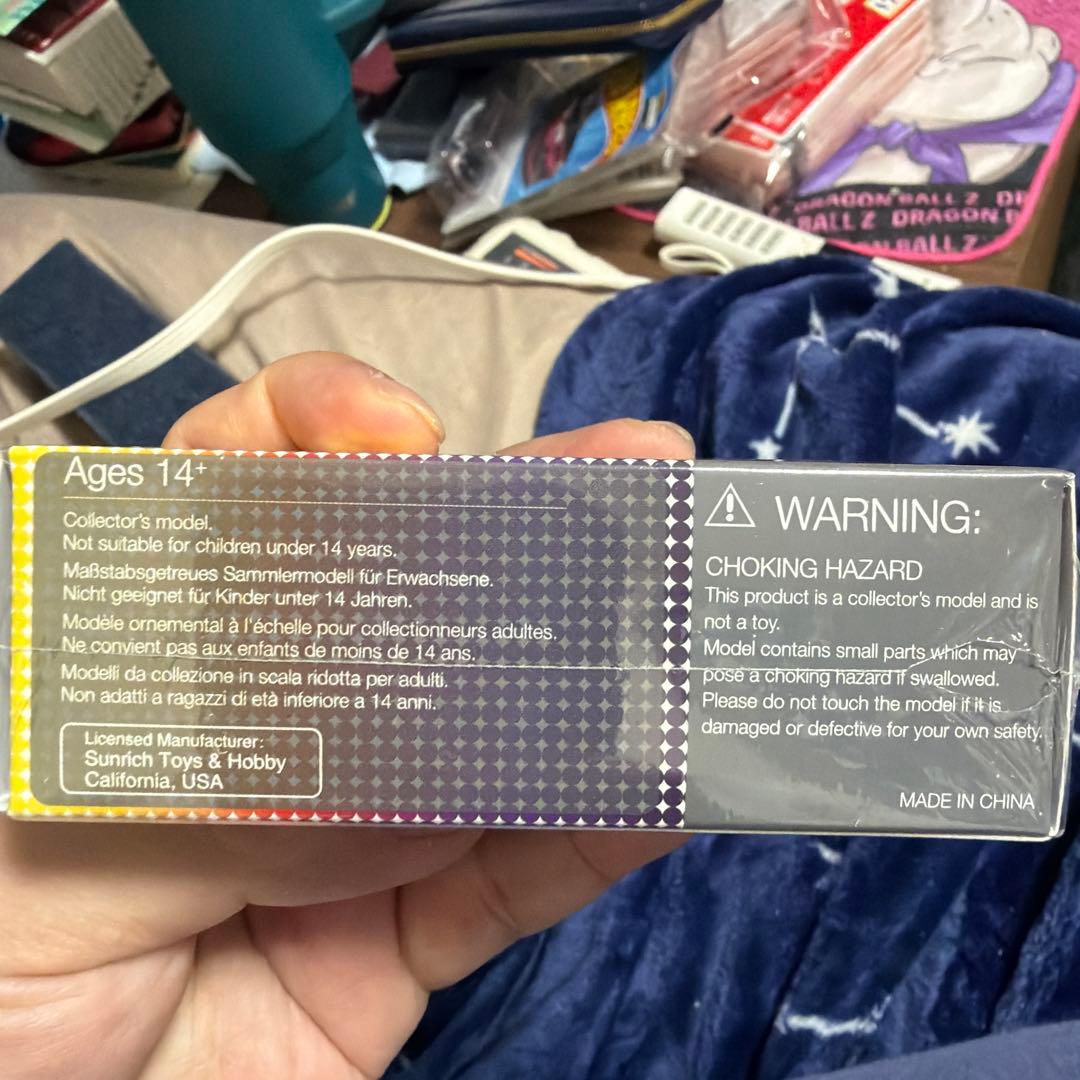 DRAGON BALL Z DR
BALL Z DRAGON B
ON BALL Z
Ages 14+
Collector's model.
Not suitable for children under 14 years.
Maßstabsgetreues Sammlermodell für Erwachsene.
Nicht geeignet für Kinder unter 14 Jahren.
Modèle ornemental à l'échelle pour collectionneurs adultes.
Ne convient pas aux enfants de moins de 14 ans.
Modelli da collezione in scala ridotta per adulti.
Non adatti a ragazzi di età inferiore a 14 anni.
Licensed Manufacturer:
Sunrich Toys & Hobby
California, USA
WARNING:
CHOKING HAZARD
This product is a collector's model and is
not a toy.
Model contains small parts which may
pose a choking hazard if swallowed.
Please do not touch the model if it is
damaged or defective for your own safety.
MADE IN CHINA